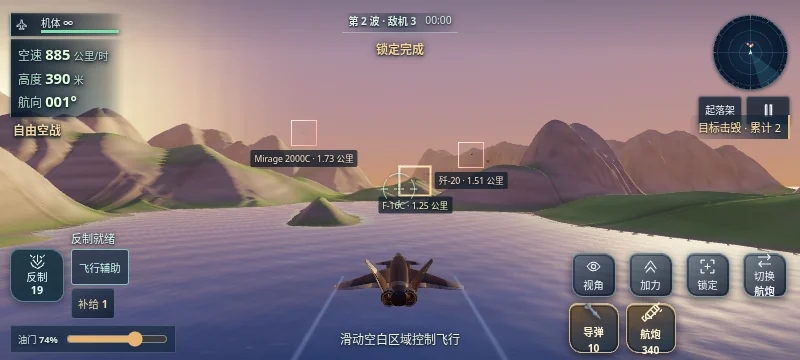 机体 ∞
空速 885 公里/时
高度 390 米
航向 001°
自由空战
第 2 波 · 敌机 3 00:00
锁定完成
起落架
目标击毁 · 累计 2
Mirage 2000C · 1.73 公里
歼-20 · 1.51 公里
F-16C · 1.25 公里
反制就绪
反制
19
飞行辅助
补给 1
油门 74%
滑动空白区域控制飞行
视角
加力
锁定
切换
航炮
导弹
10
航炮
340